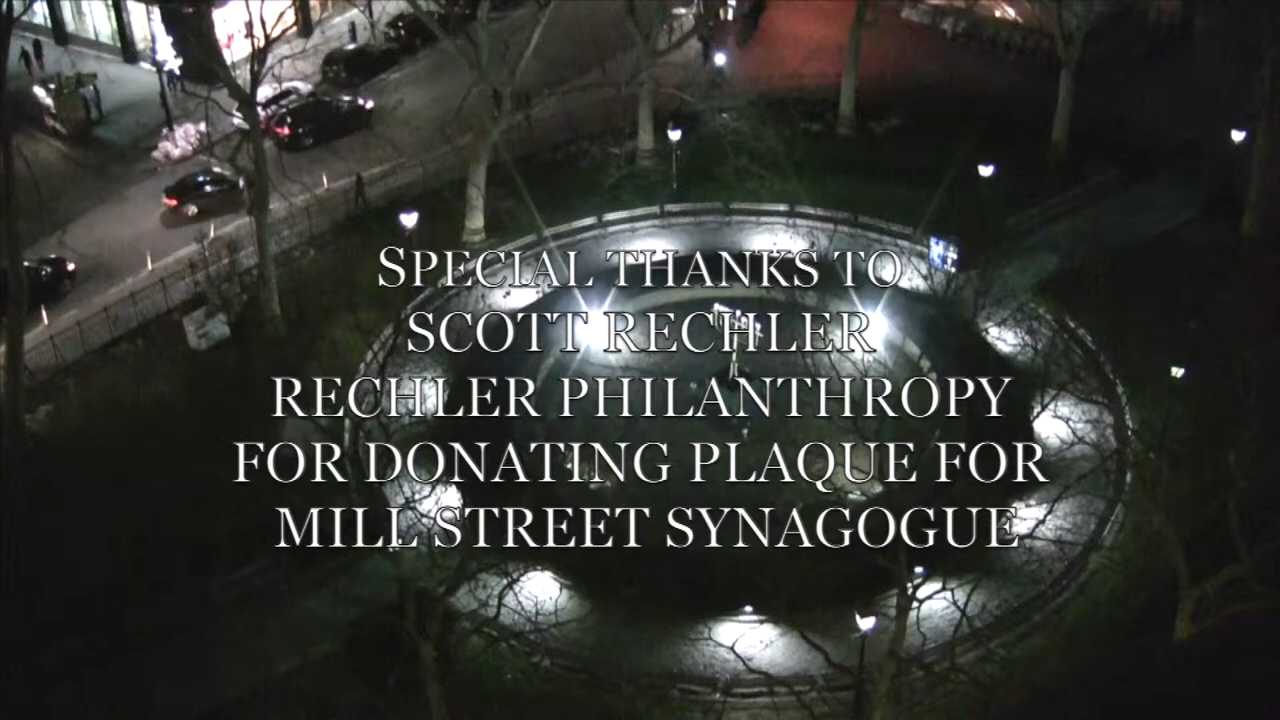 SPECIAL THANKS TO
SCOTT RECHLER
RECHLER PHILANTHROPY
FOR DONATING PLAQUE FOR
MILL STREET SYNAGOGUE